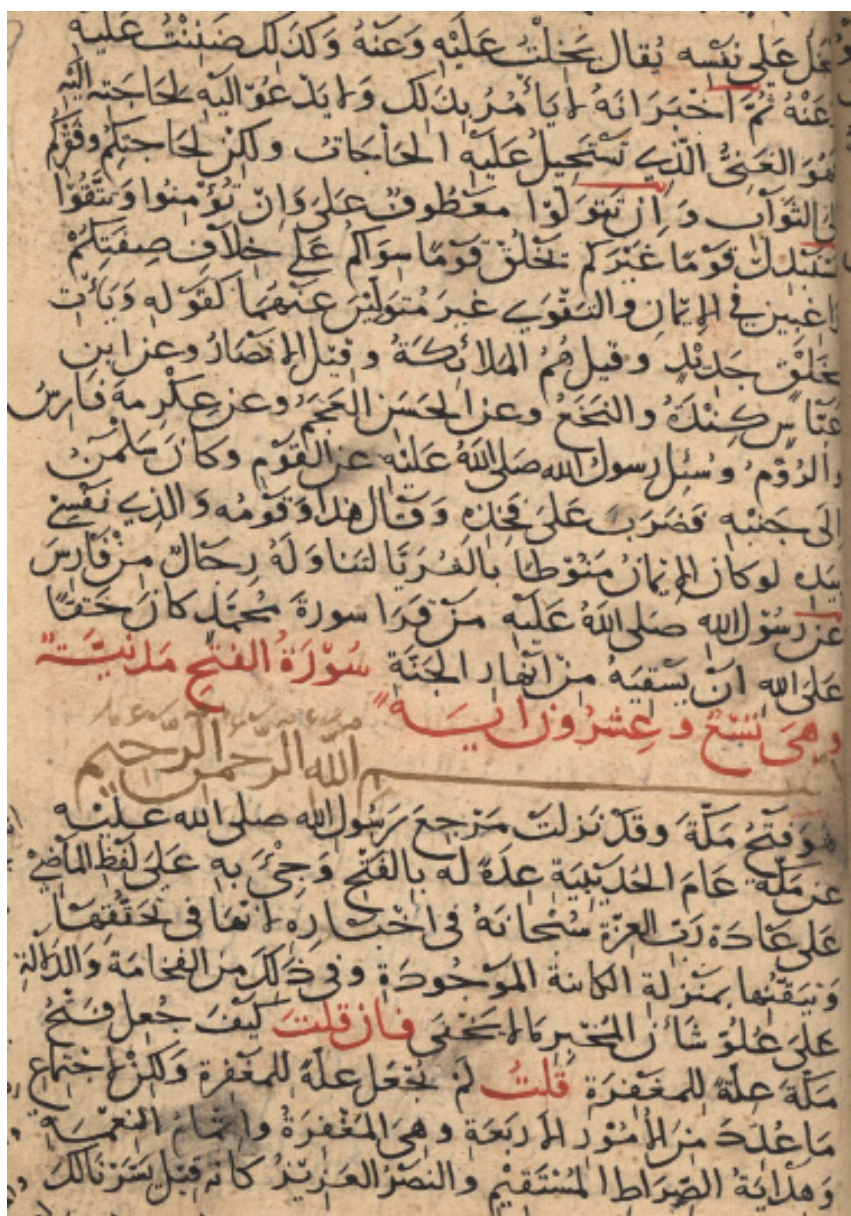 بخل على نفسه يقال بخلت عليه وعنه وكذلك ضننت عليه
وعنه ثم اخبر انه لا يأمر بذلك ولا يدعو اليه لحاجته اليه
فهو الغني الذي تستحيل عليه الحاجات ولكن لحاجتكم وفقركم
الى الثواب وان تتولوا معطوف على وان تؤمنوا وتتقوا
يستبدل قوما غيركم يخلق قوما سواكم على خلاف صفتكم
راغبين في الايمان والتقوى غير متولين عنهما كقوله ويأت
بخلق جديد وقيل هم الملائكة وقيل الانصار وعن ابن
عباس كندة والنخع وعن الحسن العجم وعن عكرمة فارس
والروم وسئل رسول الله صلى الله عليه عن القوم وكان سلمن
الى جنبه فضرب على فخذه وقال هذا وقومه والذي نفسي
بيده لو كان الايمان منوطا بالثريا لتناوله رجال من فارس
عن رسول الله صلى الله عليه من قرا سورة محمد كان حقا
على الله ان يسقيه من انهار الجنة سورة الفتح مدنية
وهي تسع وعشرون اية
بسم الله الرحمن الرحيم
هو فتح مكة وقد نزلت مرجع رسول الله صلى الله عليه
عن مكة عام الحديبية عدة له بالفتح وجيء به على لفظ الماضي
على عادة رب العزة سبحانه في اخباره لانها في تحققها
وتيقنها بمنزلة الكاينة الموجودة وفي ذلك من الفخامة والدلالة
على علو شان المخبر ما لا يخفى فان قلت كيف جعل فتح
مكة علة للمغفرة قلت لم يجعل علة للمغفرة ولكن لاجتماع
ما عدد من الامور الاربعة وهي المغفرة واتمام النعمة
وهداية الصراط المستقيم والنصر العزيز كانه قيل يسرنا لك